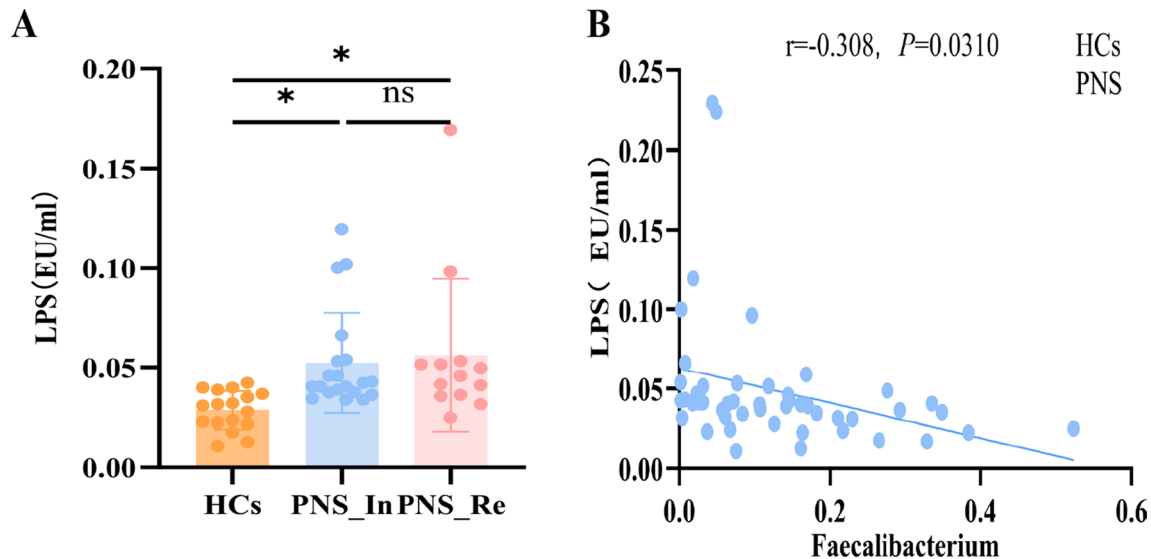 A
*
* ns
0.20
0.15
0.10
0.05
0.00
LPS(EU/ml)
HCs PNS_In PNS_Re
B
r=-0.308, P=0.0310
HCs
PNS
0.25
0.20
0.15
0.10
0.05
0.00
LPS( EU/ml)
0.0 0.2 0.4 0.6
Faecalibacterium